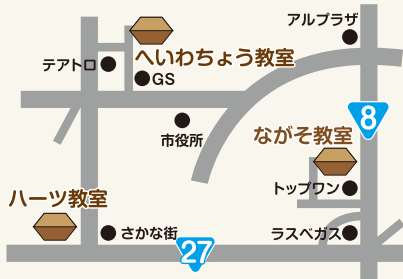 アルプラザ
へいわちょう教室
テアトロ
GS
8
市役所
ながそ教室
トップワン
ハーツ教室
さかな街
ラスベガス
27